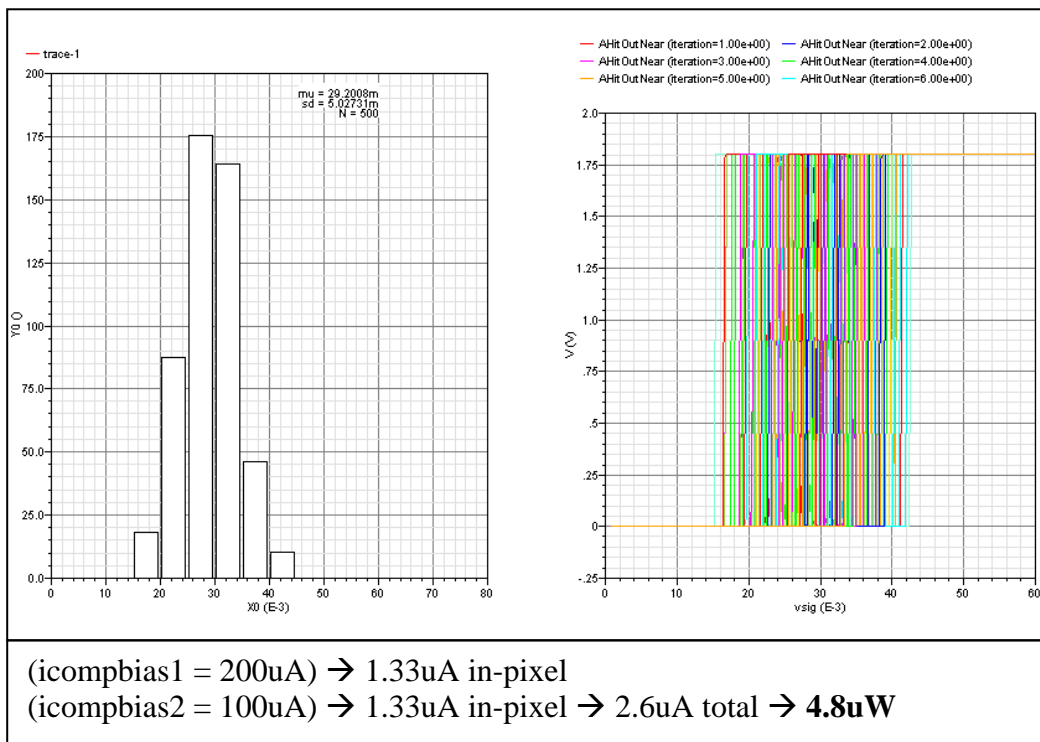 trace-1
200
175
150
125
100
75.0
50.0
25.0
0.0
Y0 ()
mu = 29.2008m
sd = 5.02731m
N = 500
0 10 20 30 40 50 60 70 80
X0 (E-3)
AHitOutNear (iteration=1.00e+00) AHitOutNear (iteration=2.00e+00)
AHitOutNear (iteration=3.00e+00) AHitOutNear (iteration=4.00e+00)
AHitOutNear (iteration=5.00e+00) AHitOutNear (iteration=6.00e+00)
2.0
1.75
1.5
1.25
1.0
.75
.5
.25
0
-.25
V (V)
0 10 20 30 40 50 60
vsig (E-3)
(icompbias1 = 200uA) → 1.33uA in-pixel
(icompbias2 = 100uA) → 1.33uA in-pixel → 2.6uA total → 4.8uW